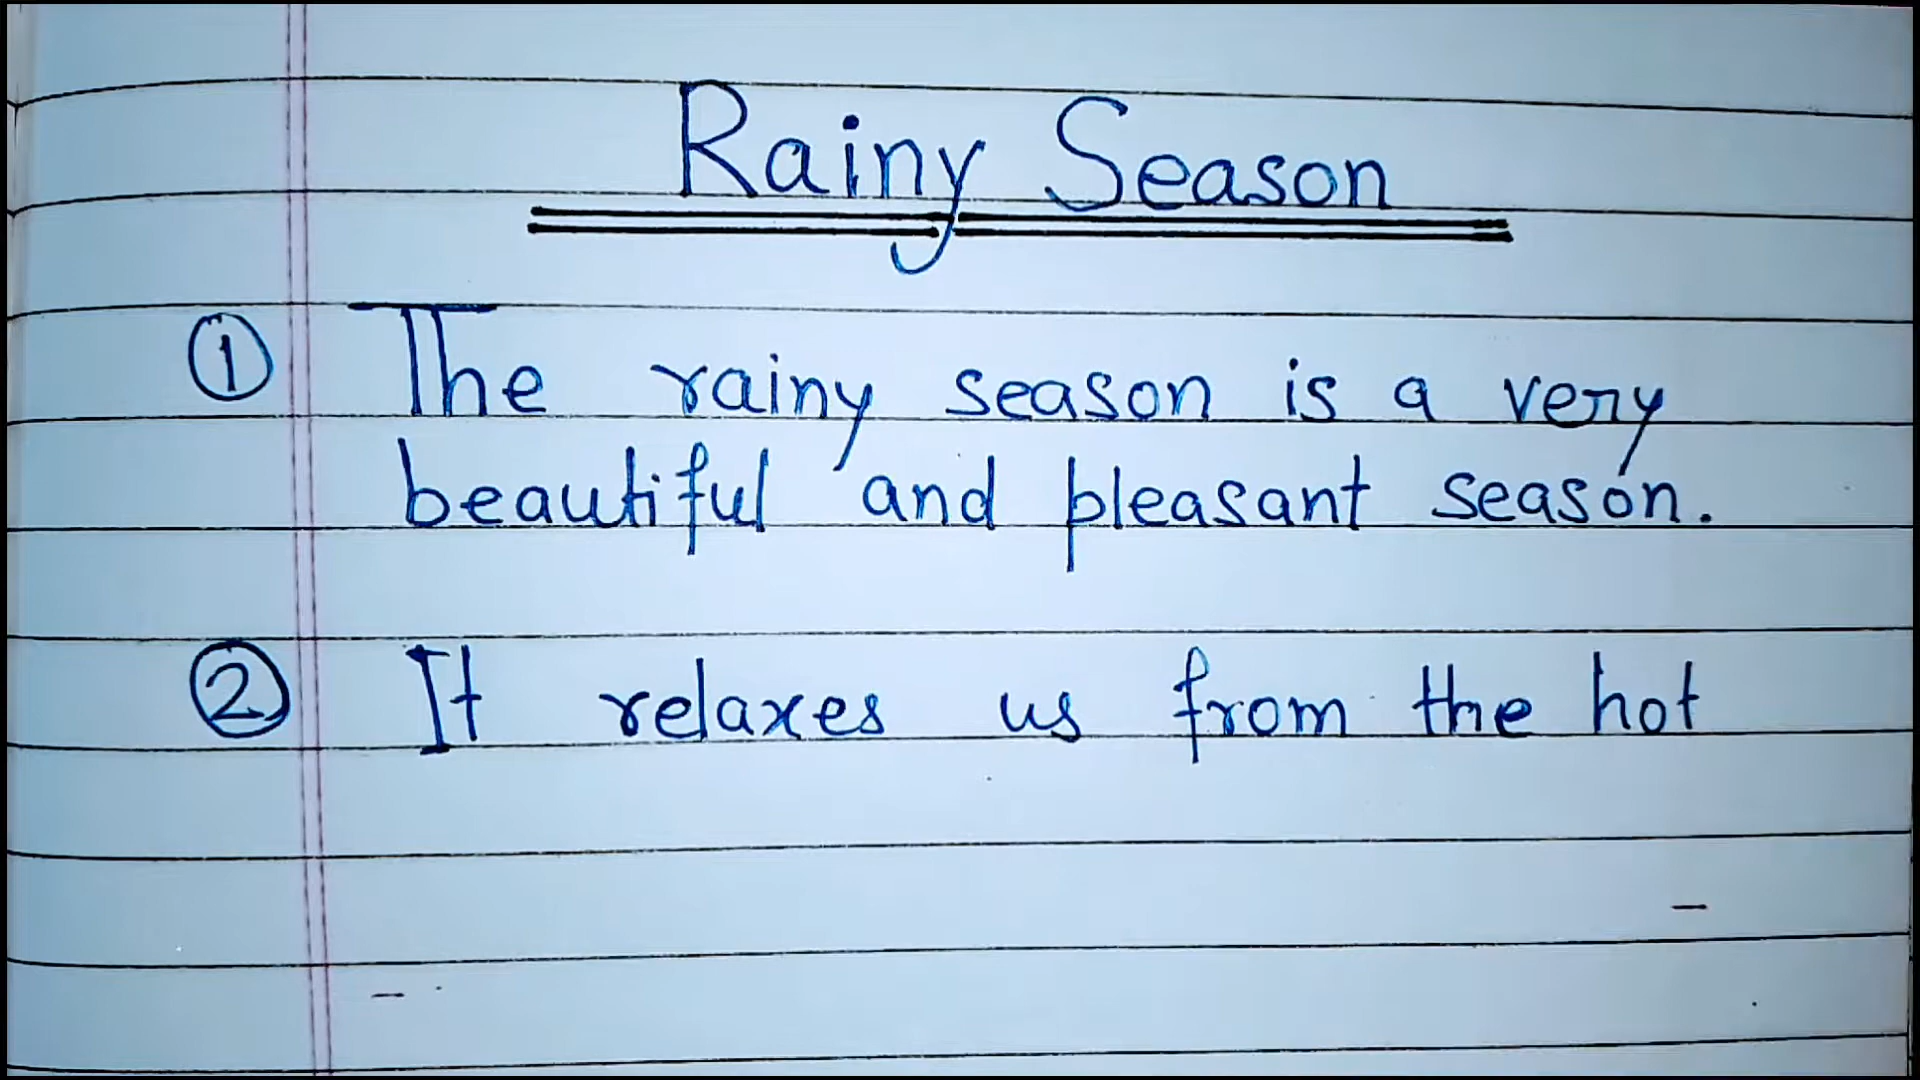 Rainy Season
① The rainy season is a very
beautiful and pleasant season.
② It relaxes us from the hot